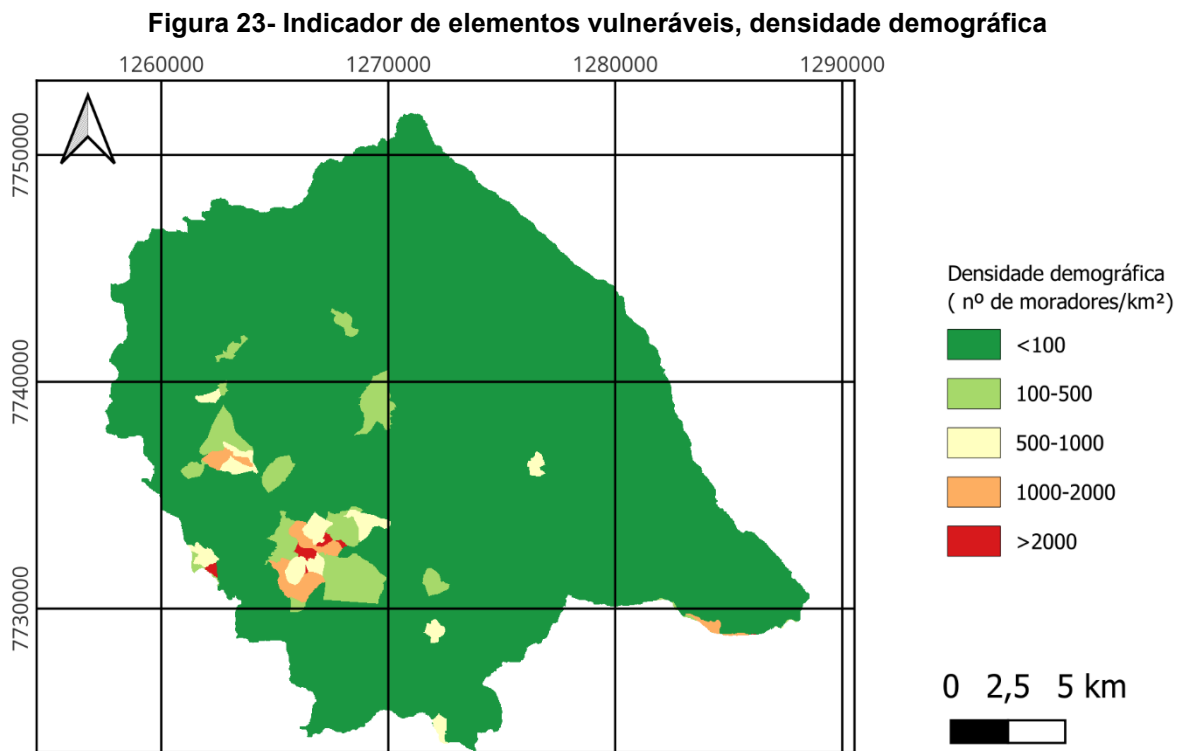 Figura 23- Indicador de elementos vulneráveis, densidade demográfica
1260000 1270000 1280000 1290000
7750000
7740000
7730000
Densidade demográfica
( nº de moradores/km²)
<100
100-500
500-1000
1000-2000
>2000
0 2,5 5 km